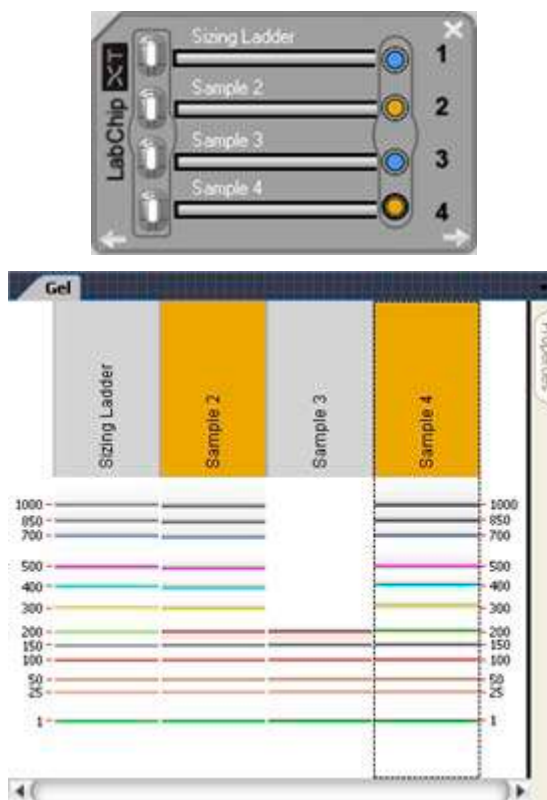 LabChip XT
Sizing Ladder
1
Sample 2
2
Sample 3
3
Sample 4
4
Gel
Properties
Sizing Ladder
Sample 2
Sample 3
Sample 4
1000 1000
850 850
700 700
500 500
400 400
300 300
200 200
150 150
100 100
50 50
25 25
1 1